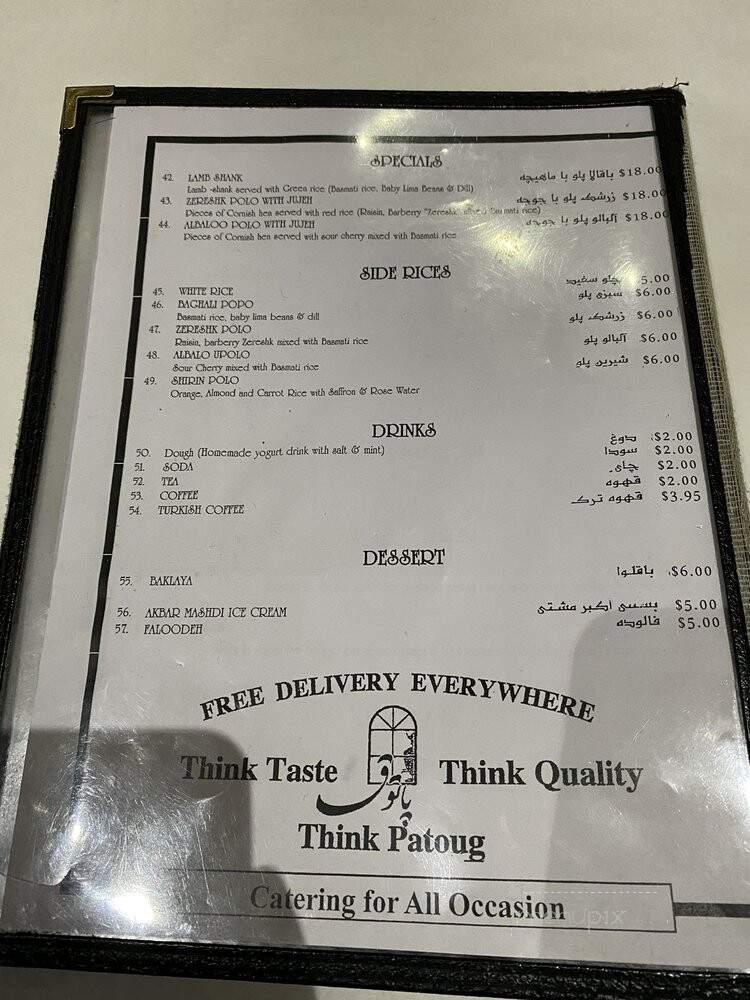 SPECIALS
42. LAMB SHANK باقالا پلو با ماهیچه $18.00
Lamb -shank served with Green rice (Basmati rice, Baby Lima Beans & Dill)
43. ZERESHK POLO WITH JUJEH زرشک پلو با جوجه $18.00
Pieces of Cornish hen served with red rice (Raisin, Barberry "Zereshk" mixed Basmati rice)
44. ALBALOO POLO WITH JUJEH آلبالو پلو با جوجه $18.00
Pieces of Cornish hen served with sour cherry mixed with Basmati rice
SIDE RICES
45. WHITE RICE چلو سفید 5.00
46. BAGHALI POPO سبزی پلو $6.00
Basmati rice, baby lima beans & dill
47. ZERESHK POLO زرشک پلو $6.00
Raisin, barberry Zereshk mixed with Basmati rice
48. ALBALO UPOLO آلبالو پلو $6.00
Sour Cherry mixed with Basmati rice
49. SHIRIN POLO شیرین پلو $6.00
Orange, Almond and Carrot Rice with Saffron & Rose Water
DRINKS
50. Dough (Homemade yogurt drink with salt & mint) دوغ $2.00
51. SODA سودا $2.00
52. TEA چای $2.00
53. COFFEE قهوه $2.00
54. TURKISH COFFEE قهوه ترک $3.95
DESSERT
55. BAKLAYA باقلوا $6.00
56. AKBAR MASHDI ICE CREAM بستنی اکبر مشتی $5.00
57. FALOODEH فالوده $5.00
FREE DELIVERY EVERYWHERE
Think Taste پاتوق Think Quality
Think Patoug
Catering for All Occasion